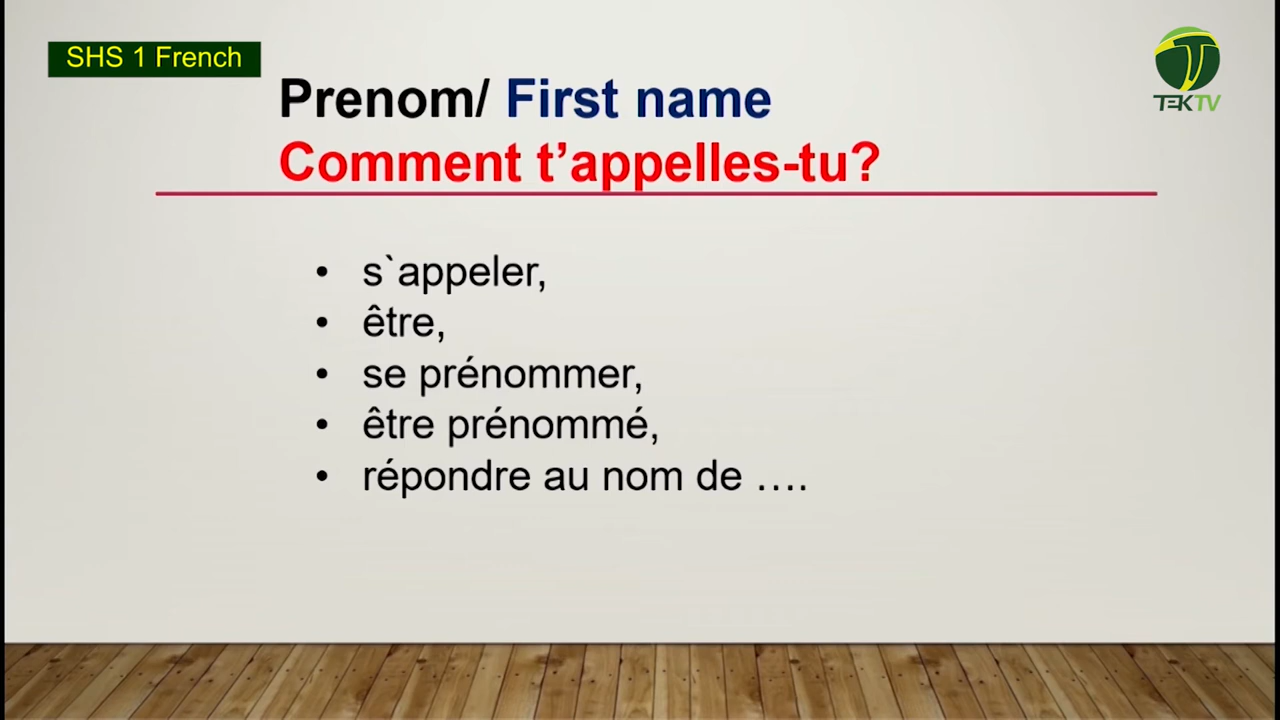 SHS 1 French
TEKTV
Prenom/ First name
Comment t’appelles-tu?
• s`appeler,
• être,
• se prénommer,
• être prénommé,
• répondre au nom de ….